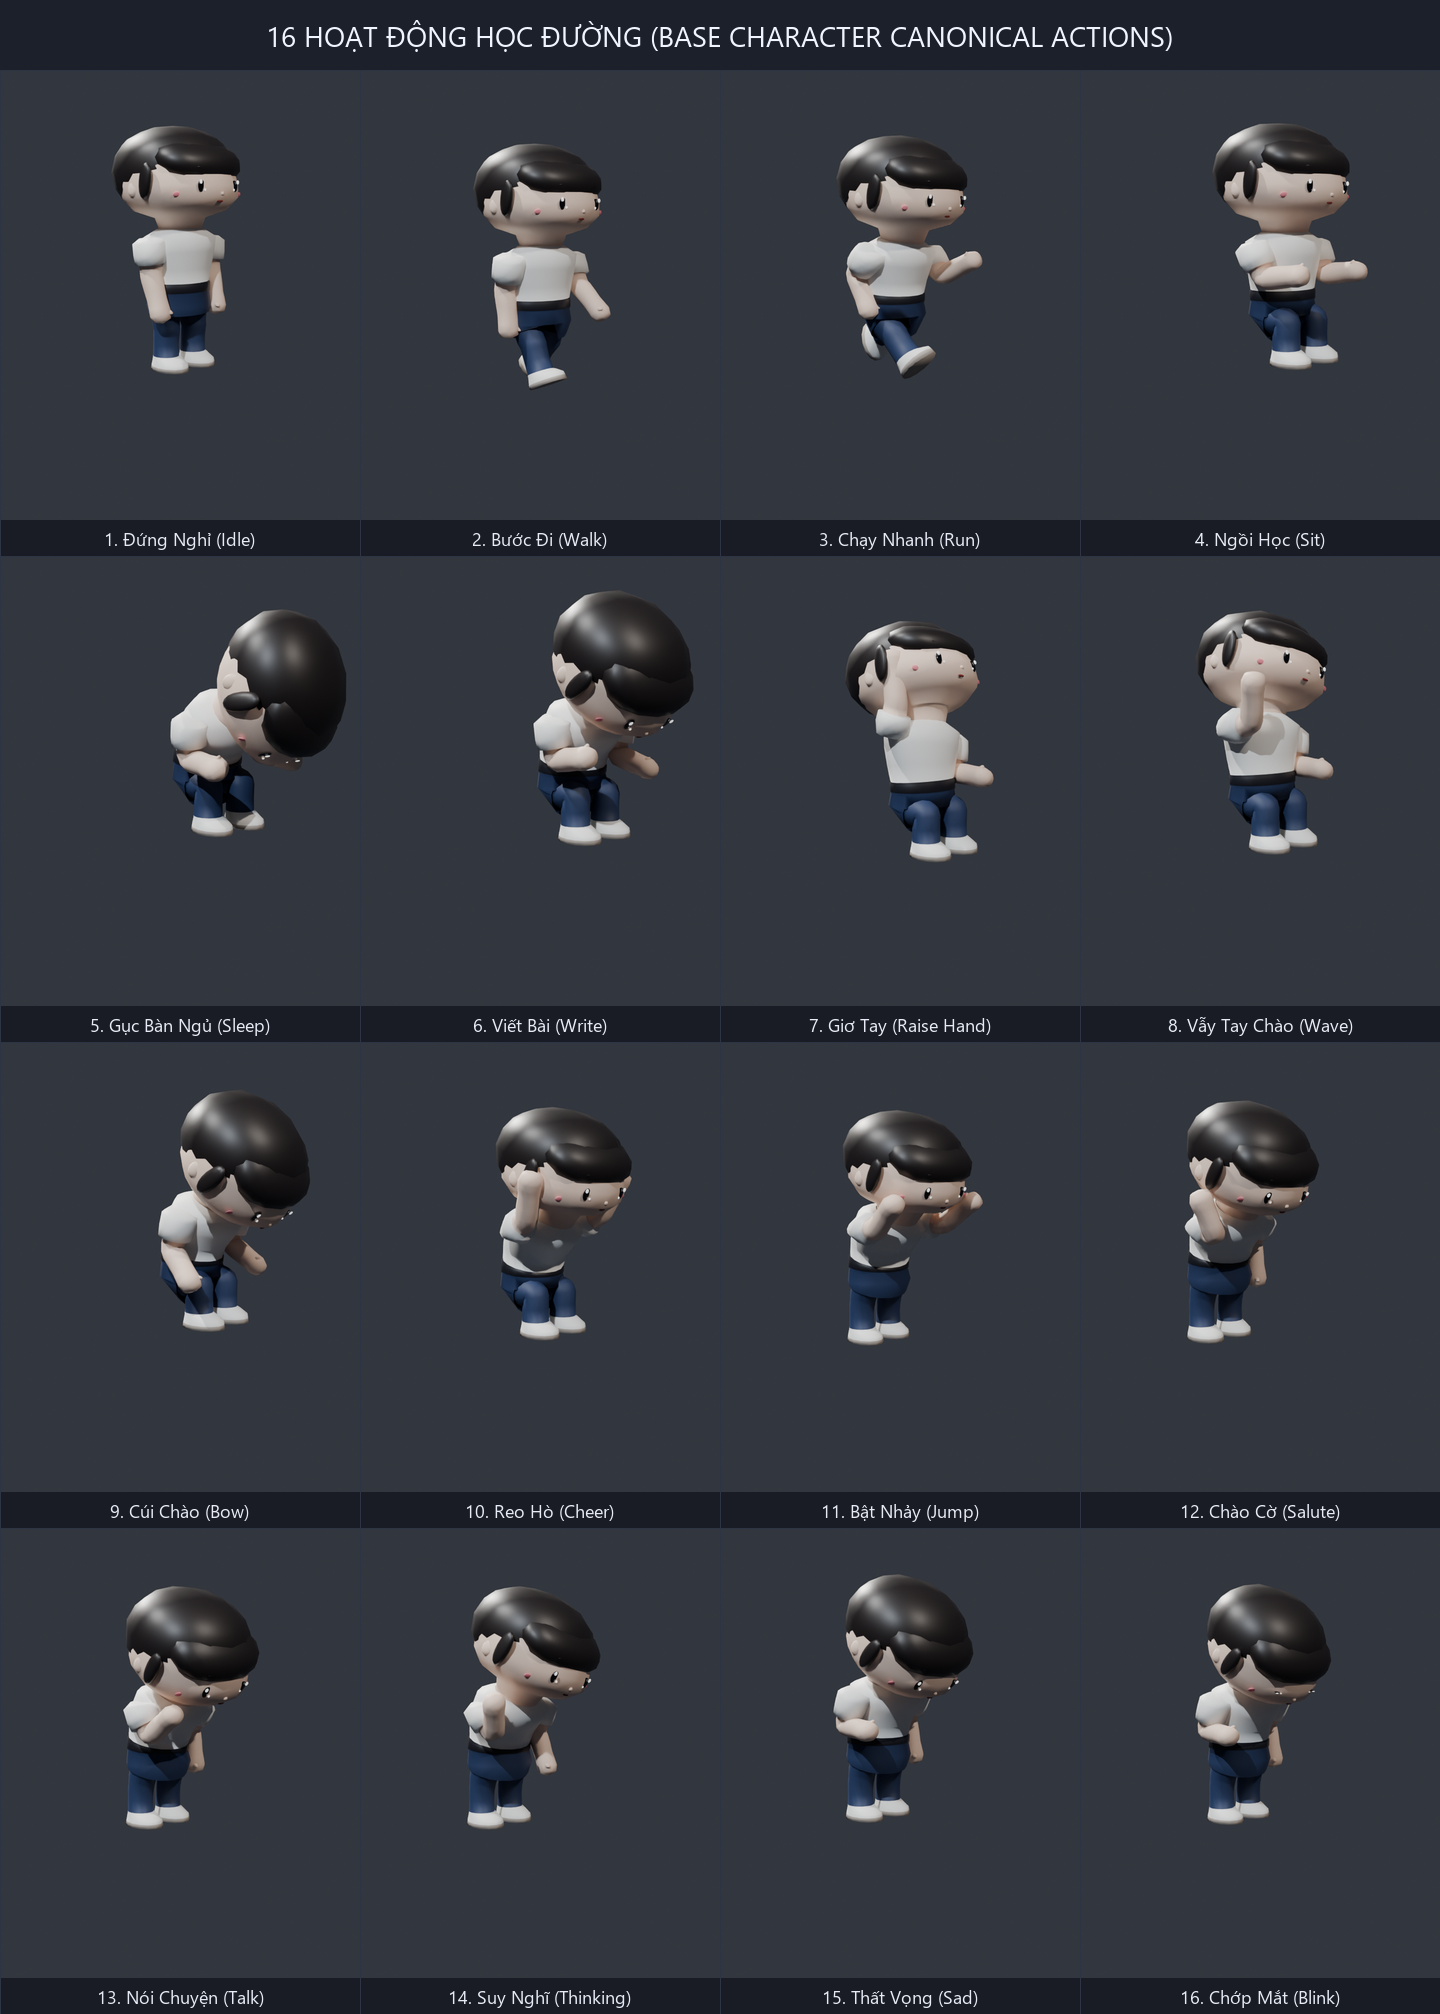 16 HOẠT ĐỘNG HỌC ĐƯỜNG (BASE CHARACTER CANONICAL ACTIONS)
1. Đứng Nghỉ (Idle)
2. Bước Đi (Walk)
3. Chạy Nhanh (Run)
4. Ngồi Học (Sit)
5. Gục Bàn Ngủ (Sleep)
6. Viết Bài (Write)
7. Giơ Tay (Raise Hand)
8. Vẫy Tay Chào (Wave)
9. Cúi Chào (Bow)
10. Reo Hò (Cheer)
11. Bật Nhảy (Jump)
12. Chào Cờ (Salute)
13. Nói Chuyện (Talk)
14. Suy Nghĩ (Thinking)
15. Thất Vọng (Sad)
16. Chớp Mắt (Blink)